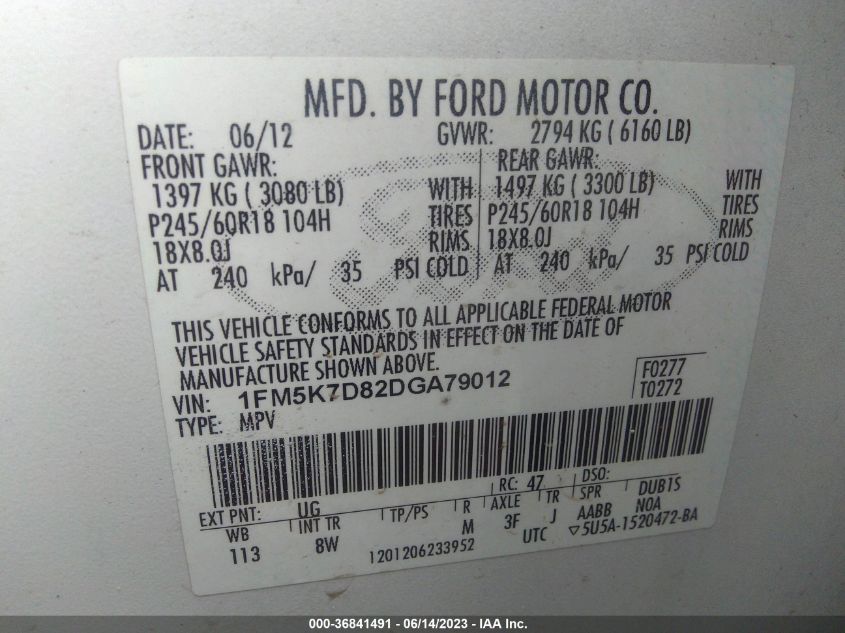 MFD. BY FORD MOTOR CO.
DATE: 06/12 GVWR: 2794 KG ( 6160 LB)
FRONT GAWR: REAR GAWR:
1397 KG ( 3080 LB) WITH 1497 KG ( 3300 LB) WITH
P245/60R18 104H TIRES P245/60R18 104H TIRES
18X8.0J RIMS 18X8.0J RIMS
AT 240 kPa/ 35 PSI COLD AT 240 kPa/ 35 PSI COLD
THIS VEHICLE CONFORMS TO ALL APPLICABLE FEDERAL MOTOR
VEHICLE SAFETY STANDARDS IN EFFECT ON THE DATE OF
MANUFACTURE SHOWN ABOVE.
VIN: 1FM5K7D82DGA79012 F0277
TYPE: MPV T0272
EXT PNT: UG RC: 47 DSO:
WB INT TR TP/PS R AXLE TR SPR DUB1S
113 8W M 3F J AABB NOA
1201206233952 UTC ▽5U5A-1520472-BA
Ford
000-36841491 - 06/14/2023 - IAA Inc.